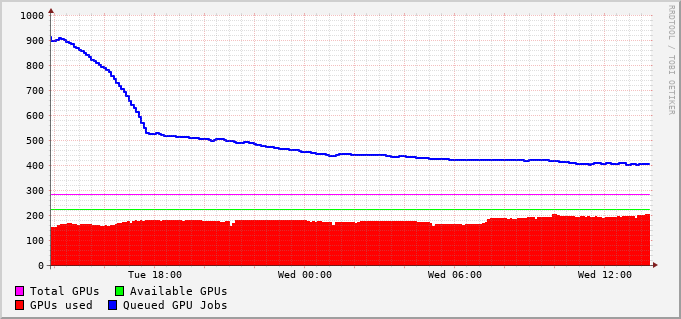 1000
900
800
700
600
500
400
300
200
100
0
Tue 18:00 Wed 00:00 Wed 06:00 Wed 12:00
Total GPUs Available GPUs
GPUs used Queued GPU Jobs
RRDTOOL / TOBI OETIKER